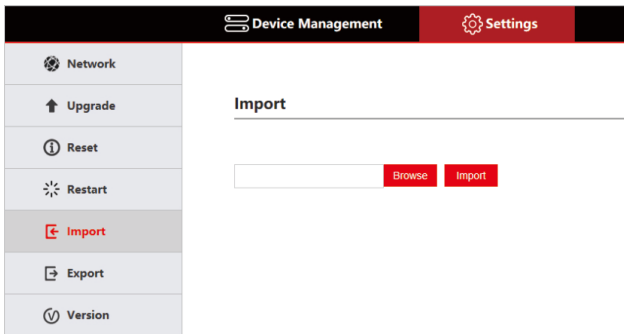 Device Management Settings
Network
Upgrade
Reset
Restart
Import
Export
Version
Import
Browse Import